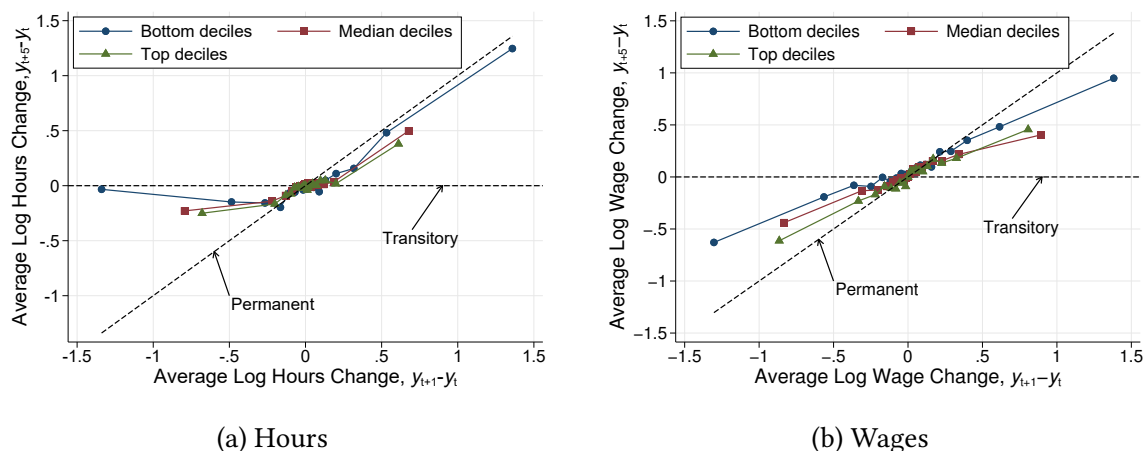 1.5
1
.5
0
-.5
-1
Average Log Hours Change, yt+5-yt
Bottom deciles Median deciles
Top deciles
Transitory
Permanent
-1.5 -1 -.5 0 .5 1 1.5
Average Log Hours Change, yt+1-yt
(a) Hours
1.5
1
.5
0
−.5
−1
−1.5
Average Log Wage Change, yt+5−yt
Bottom deciles Median deciles
Top deciles
Transitory
Permanent
−1.5 −1 −.5 0 .5 1 1.5
Average Log Wage Change, yt+1−yt
(b) Wages